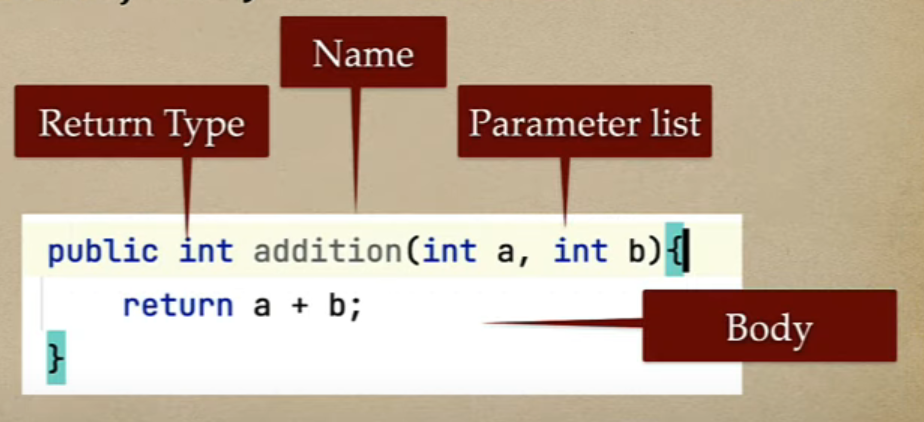 Name
Return Type
Parameter list
public int addition(int a, int b){
return a + b;
Body
}